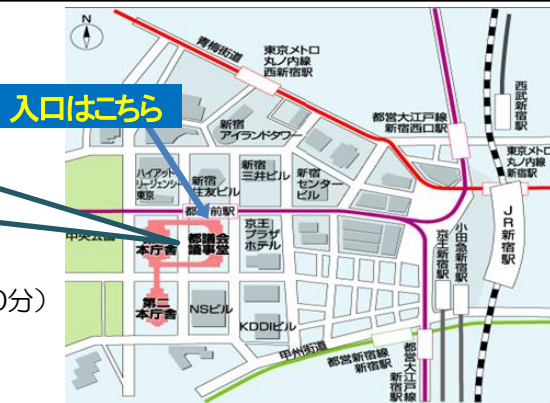 N
青梅街道
東京メトロ
丸ノ内線
西新宿駅
西武新宿駅
入口はこちら
都営大江戸線
新宿西口駅
新宿
アイランドタワー
東京メトロ
丸ノ内線
新宿駅
ハイアット
リージェンシー
東京
新宿
住友ビル
新宿
三井ビル
新宿
センター
ビル
前駅
JR新宿駅
小田急新宿駅
京王新宿駅
中央公園
本庁舎
都議会
議事堂
京王
プラザ
ホテル
第二
本庁舎
NSビル
KDDIビル
0分）
甲州街道
都営新宿線
新宿駅
都営大江戸線
新宿駅